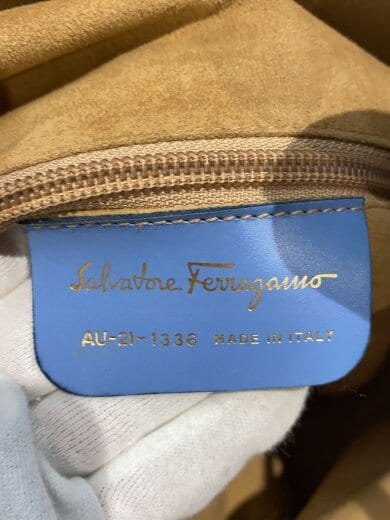 Salvatore Ferragamo
AU-21-1336 MADE IN ITALY